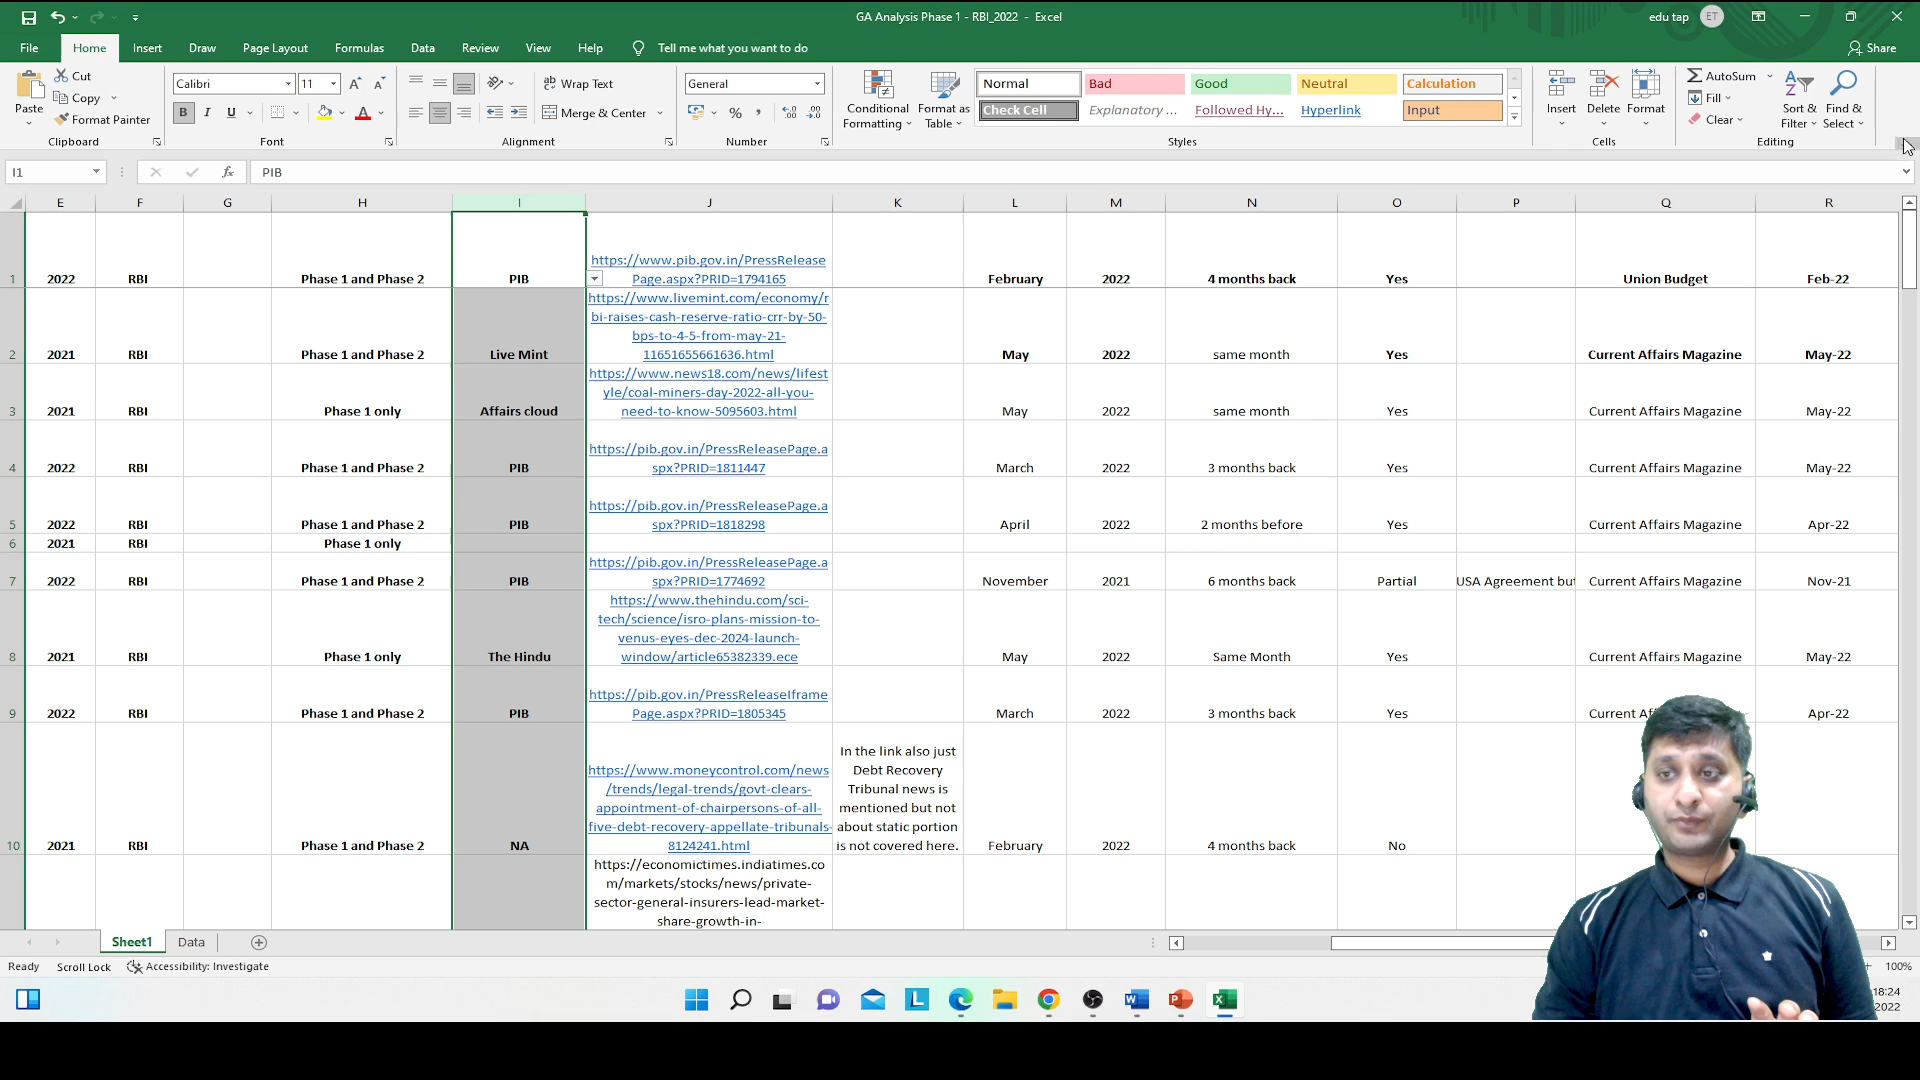 GA Analysis Phase 1 - RBI_2022 - Excel
edu tap ET
File Home Insert Draw Page Layout Formulas Data Review View Help Tell me what you want to do Share
Paste Cut Copy Format Painter Clipboard
Calibri 11 B I U A Font
ab Wrap Text Merge & Center Alignment
General % , Number
Conditional Formatting Format as Table
Normal Bad Good Neutral Calculation
Check Cell Explanatory ... Followed Hy... Hyperlink Input
Styles
Insert Delete Format Cells
AutoSum Fill Clear Sort & Filter Find & Select Editing
I1 fx PIB
E F G H I J K L M N O P Q R
1 2022 RBI Phase 1 and Phase 2 PIB https://www.pib.gov.in/PressRelease
Page.aspx?PRID=1794165 February 2022 4 months back Yes Union Budget Feb-22
https://www.livemint.com/economy/r
bi-raises-cash-reserve-ratio-crr-by-50-
bps-to-4-5-from-may-21-
2 2021 RBI Phase 1 and Phase 2 Live Mint 11651655661636.html May 2022 same month Yes Current Affairs Magazine May-22
https://www.news18.com/news/lifest
yle/coal-miners-day-2022-all-you-
3 2021 RBI Phase 1 only Affairs cloud need-to-know-5095603.html May 2022 same month Yes Current Affairs Magazine May-22
https://pib.gov.in/PressReleasePage.a
4 2022 RBI Phase 1 and Phase 2 PIB spx?PRID=1811447 March 2022 3 months back Yes Current Affairs Magazine May-22
https://pib.gov.in/PressReleasePage.a
5 2022 RBI Phase 1 and Phase 2 PIB spx?PRID=1818298 April 2022 2 months before Yes Current Affairs Magazine Apr-22
6 2021 RBI Phase 1 only
https://pib.gov.in/PressReleasePage.a
7 2022 RBI Phase 1 and Phase 2 PIB spx?PRID=1774692 November 2021 6 months back Partial USA Agreement but Current Affairs Magazine Nov-21
https://www.thehindu.com/sci-
tech/science/isro-plans-mission-to-
venus-eyes-dec-2024-launch-
8 2021 RBI Phase 1 only The Hindu window/article65382339.ece May 2022 Same Month Yes Current Affairs Magazine May-22
https://pib.gov.in/PressReleaseIframe
9 2022 RBI Phase 1 and Phase 2 PIB Page.aspx?PRID=1805345 March 2022 3 months back Yes Current Apr-22
In the link also just
https://www.moneycontrol.com/news Debt Recovery
/trends/legal-trends/govt-clears- Tribunal news is
appointment-of-chairpersons-of-all- mentioned but not
five-debt-recovery-appellate-tribunals- about static portion
10 2021 RBI Phase 1 and Phase 2 NA 8124241.html is not covered here. February 2022 4 months back No
https://economictimes.indiatimes.co
m/markets/stocks/news/private-
sector-general-insurers-lead-market-
share-growth-in-
Sheet1 Data
Ready Scroll Lock Accessibility: Investigate 100%
18:24
2022